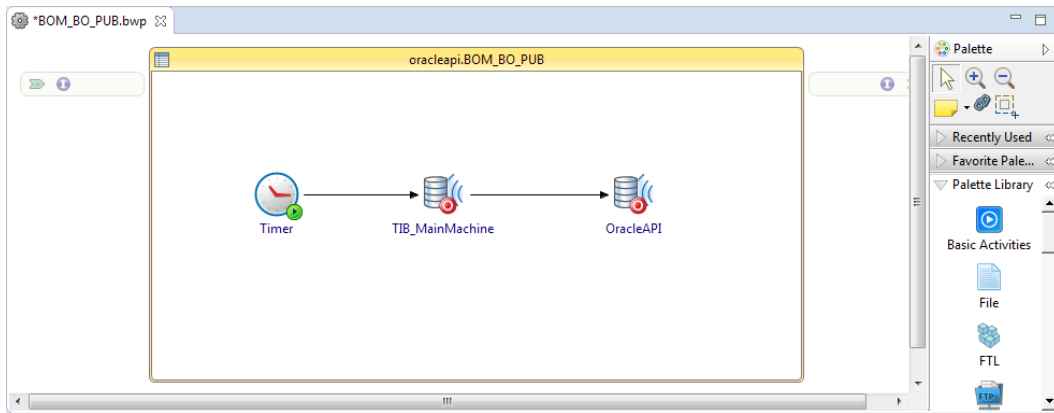 *BOM_BO_PUB.bwp
oracleapi.BOM_BO_PUB
Timer
TIB_MainMachine
OracleAPI
Palette
Recently Used
Favorite Pale...
Palette Library
Basic Activities
File
FTL
FTP